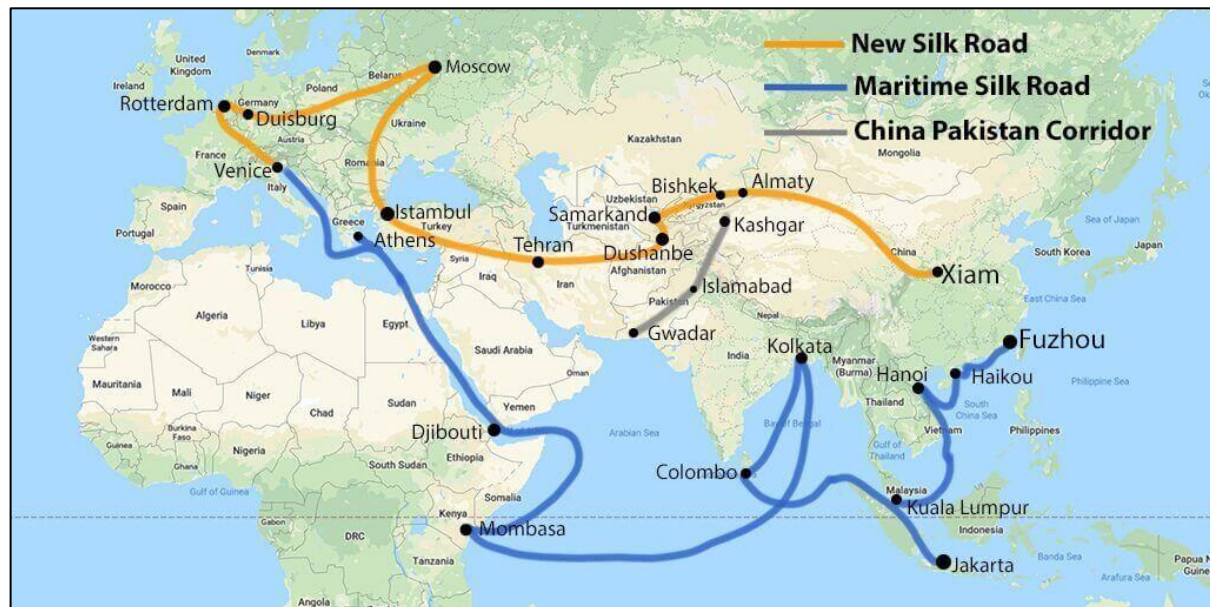 New Silk Road
Maritime Silk Road
China Pakistan Corridor
United
Kingdom
Ireland
Denmark
Moscow
Belarus
Poland
Rotterdam
Germany
Duisburg
Ukraine
Austria
France
Romania
Venice
Italy
Spain
Portugal
Greece
Istambul
Turkey
Athens
Kazakhstan
Mongolia
Bishkek
Almaty
Uzbekistan
Kyrgyzstan
Samarkand
Turkmenistan
Kashgar
Dushanbe
Tehran
Afghanistan
Syria
Iraq
Iran
China
Xiam
Sea of Japan
South Korea
Japan
East China Sea
Islamabad
Pakistan
Gwadar
Nepal
India
Kolkata
Myanmar
(Burma)
Fuzhou
Hanoi
Haikou
Thailand
South
China Sea
Vietnam
Philippine Sea
Philippines
Gulf of
Thailand
Bay of Bengal
Arabian Sea
Colombo
Malaysia
Kuala Lumpur
Indonesia
Jakarta
Banda Sea
Arafura Sea
Papua N
Guine
Tunisia
Morocco
Algeria
Libya
Egypt
Western
Sahara
Saudi Arabia
Oman
Mauritania
Mali
Niger
Chad
Sudan
Yemen
Burkina
Faso
Guinea
Ghana
Nigeria
Djibouti
Ethiopia
South Sudan
Somalia
Gulf of Guinea
Gabon
DRC
Kenya
Mombasa
Tanzania
Angola